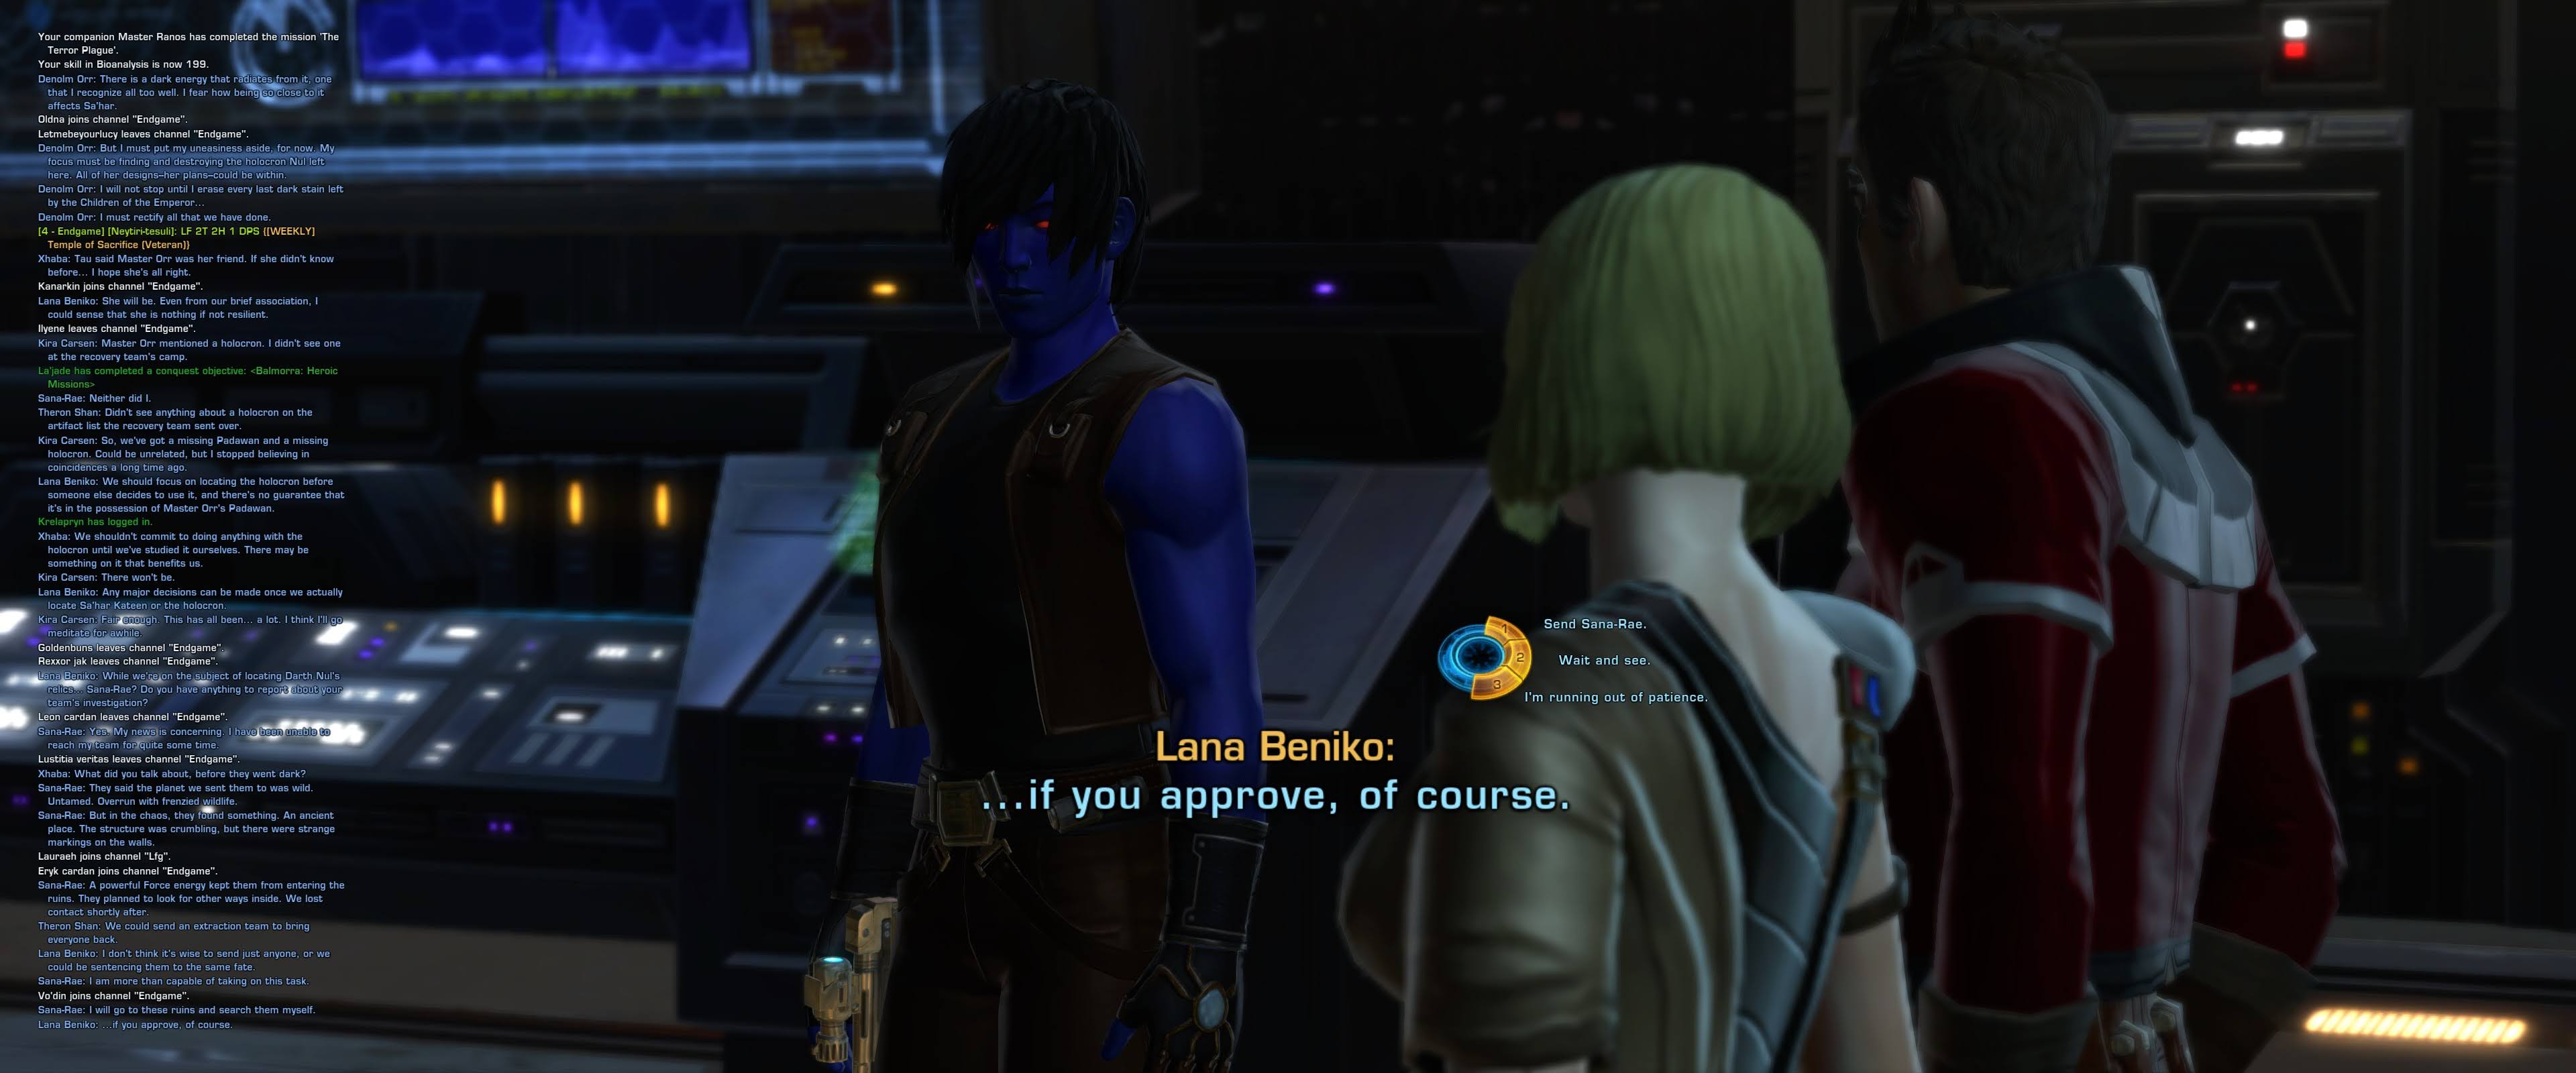 Your companion Master Ranos has completed the mission 'The
Terror Plague'.
Your skill in Bioanalysis is now 199.
Denolm Orr: There is a dark energy that radiates from it, one
that I recognize all too well. I fear how being so close to it
affects Sa'har.
Oldna joins channel "Endgame".
Letmebeyourlucy leaves channel "Endgame".
Denolm Orr: But I must put my uneasiness aside, for now. My
focus must be finding and destroying the holocron Nul left
here. All of her designs–her plans–could be within.
Denolm Orr: I will not stop until I erase every last dark stain left
by the Children of the Emperor...
Denolm Orr: I must rectify all that we have done.
[4 - Endgame] [Neytiri-tesuli]: LF 2T 2H 1 DPS {[WEEKLY]
Temple of Sacrifice (Veteran)}
Xhaba: Tau said Master Orr was her friend. If she didn't know
before... I hope she's all right.
Kanarkin joins channel "Endgame".
Lana Beniko: She will be. Even from our brief association, I
could sense that she is nothing if not resilient.
Ilyene leaves channel "Endgame".
Kira Carsen: Master Orr mentioned a holocron. I didn't see one
at the recovery team's camp.
La'jade has completed a conquest objective: <Balmorra: Heroic
Missions>
Sana-Rae: Neither did I.
Theron Shan: Didn't see anything about a holocron on the
artifact list the recovery team sent over.
Kira Carsen: So, we've got a missing Padawan and a missing
holocron. Could be unrelated, but I stopped believing in
coincidences a long time ago.
Lana Beniko: We should focus on locating the holocron before
someone else decides to use it, and there's no guarantee that
it's in the possession of Master Orr's Padawan.
Krelapryn has logged in.
Xhaba: We shouldn't commit to doing anything with the
holocron until we've studied it ourselves. There may be
something on it that benefits us.
Kira Carsen: There won't be.
Lana Beniko: Any major decisions can be made once we actually
locate Sa'har Kateen or the holocron.
Kira Carsen: Fair enough. This has all been... a lot. I think I'll go
meditate for awhile.
Goldenbuns leaves channel "Endgame".
Rexxor jak leaves channel "Endgame".
Lana Beniko: While we're on the subject of locating Darth Nul's
relics... Sana-Rae? Do you have anything to report about your
team's investigation?
Leon cardan leaves channel "Endgame".
Sana-Rae: Yes. My news is concerning. I have been unable to
reach my team for quite some time.
Lustitia veritas leaves channel "Endgame".
Xhaba: What did you talk about, before they went dark?
Sana-Rae: They said the planet we sent them to was wild.
Untamed. Overrun with frenzied wildlife.
Sana-Rae: But in the chaos, they found something. An ancient
place. The structure was crumbling, but there were strange
markings on the walls.
Lauraeh joins channel "Lfg".
Eryk cardan joins channel "Endgame".
Sana-Rae: A powerful Force energy kept them from entering the
ruins. They planned to look for other ways inside. We lost
contact shortly after.
Theron Shan: We could send an extraction team to bring
everyone back.
Lana Beniko: I don't think it's wise to send just anyone, or we
could be sentencing them to the same fate.
Sana-Rae: I am more than capable of taking on this task.
Vo'din joins channel "Endgame".
Sana-Rae: I will go to these ruins and search them myself.
Lana Beniko: ...if you approve, of course.
1 Send Sana-Rae.
2 Wait and see.
3 I'm running out of patience.
Lana Beniko:
...if you approve, of course.